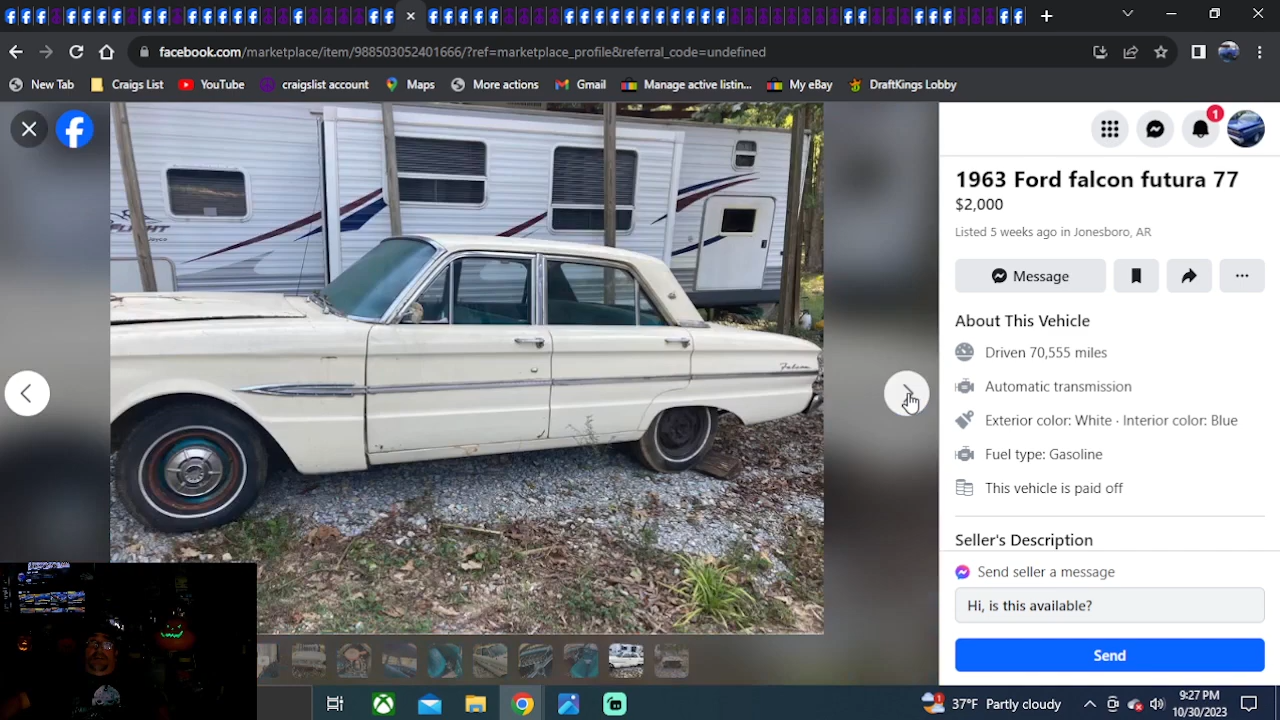 facebook.com/marketplace/item/988503052401666/?ref=marketplace_profile&referral_code=undefined
New Tab Craigs List YouTube craigslist account Maps More actions Gmail Manage active listin... My eBay DraftKings Lobby
1
1963 Ford falcon futura 77
$2,000
Listed 5 weeks ago in Jonesboro, AR
Message
About This Vehicle
Driven 70,555 miles
Automatic transmission
Exterior color: White · Interior color: Blue
Fuel type: Gasoline
This vehicle is paid off
Seller's Description
Send seller a message
Hi, is this available?
Send
Falcon
37°F Partly cloudy
9:27 PM
10/30/2023